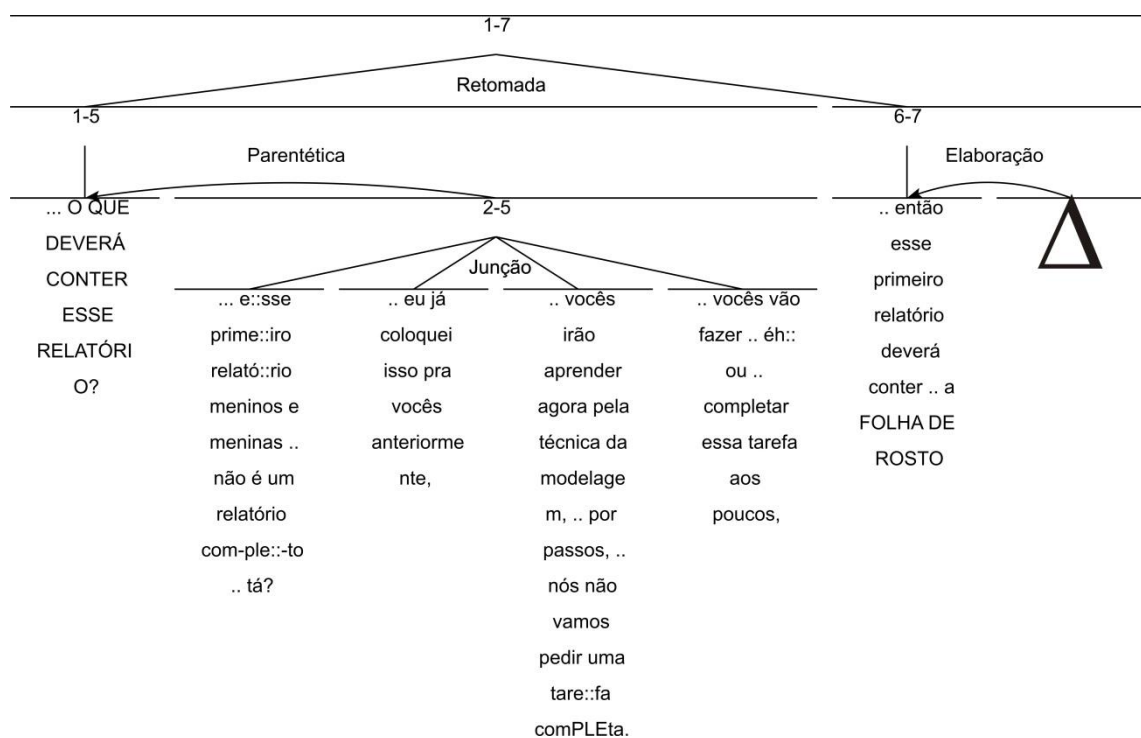 1-7
Retomada
1-5
6-7
Parentética
Elaboração
... O QUE
DEVERÁ
CONTER
ESSE
RELATÓRI
O?
2-5
Junção
... e::sse
prime::iro
relató::rio
meninos e
meninas ..
não é um
relatório
com-ple::-to
.. tá?
.. eu já
coloquei
isso pra
vocês
anteriorme
nte,
.. vocês
irão
aprender
agora pela
técnica da
modelage
m, .. por
passos, ..
nós não
vamos
pedir uma
tare::fa
comPLEta.
.. vocês vão
fazer .. éh::
ou ..
completar
essa tarefa
aos
poucos,
.. então
esse
primeiro
relatório
deverá
conter .. a
FOLHA DE
ROSTO
Δ